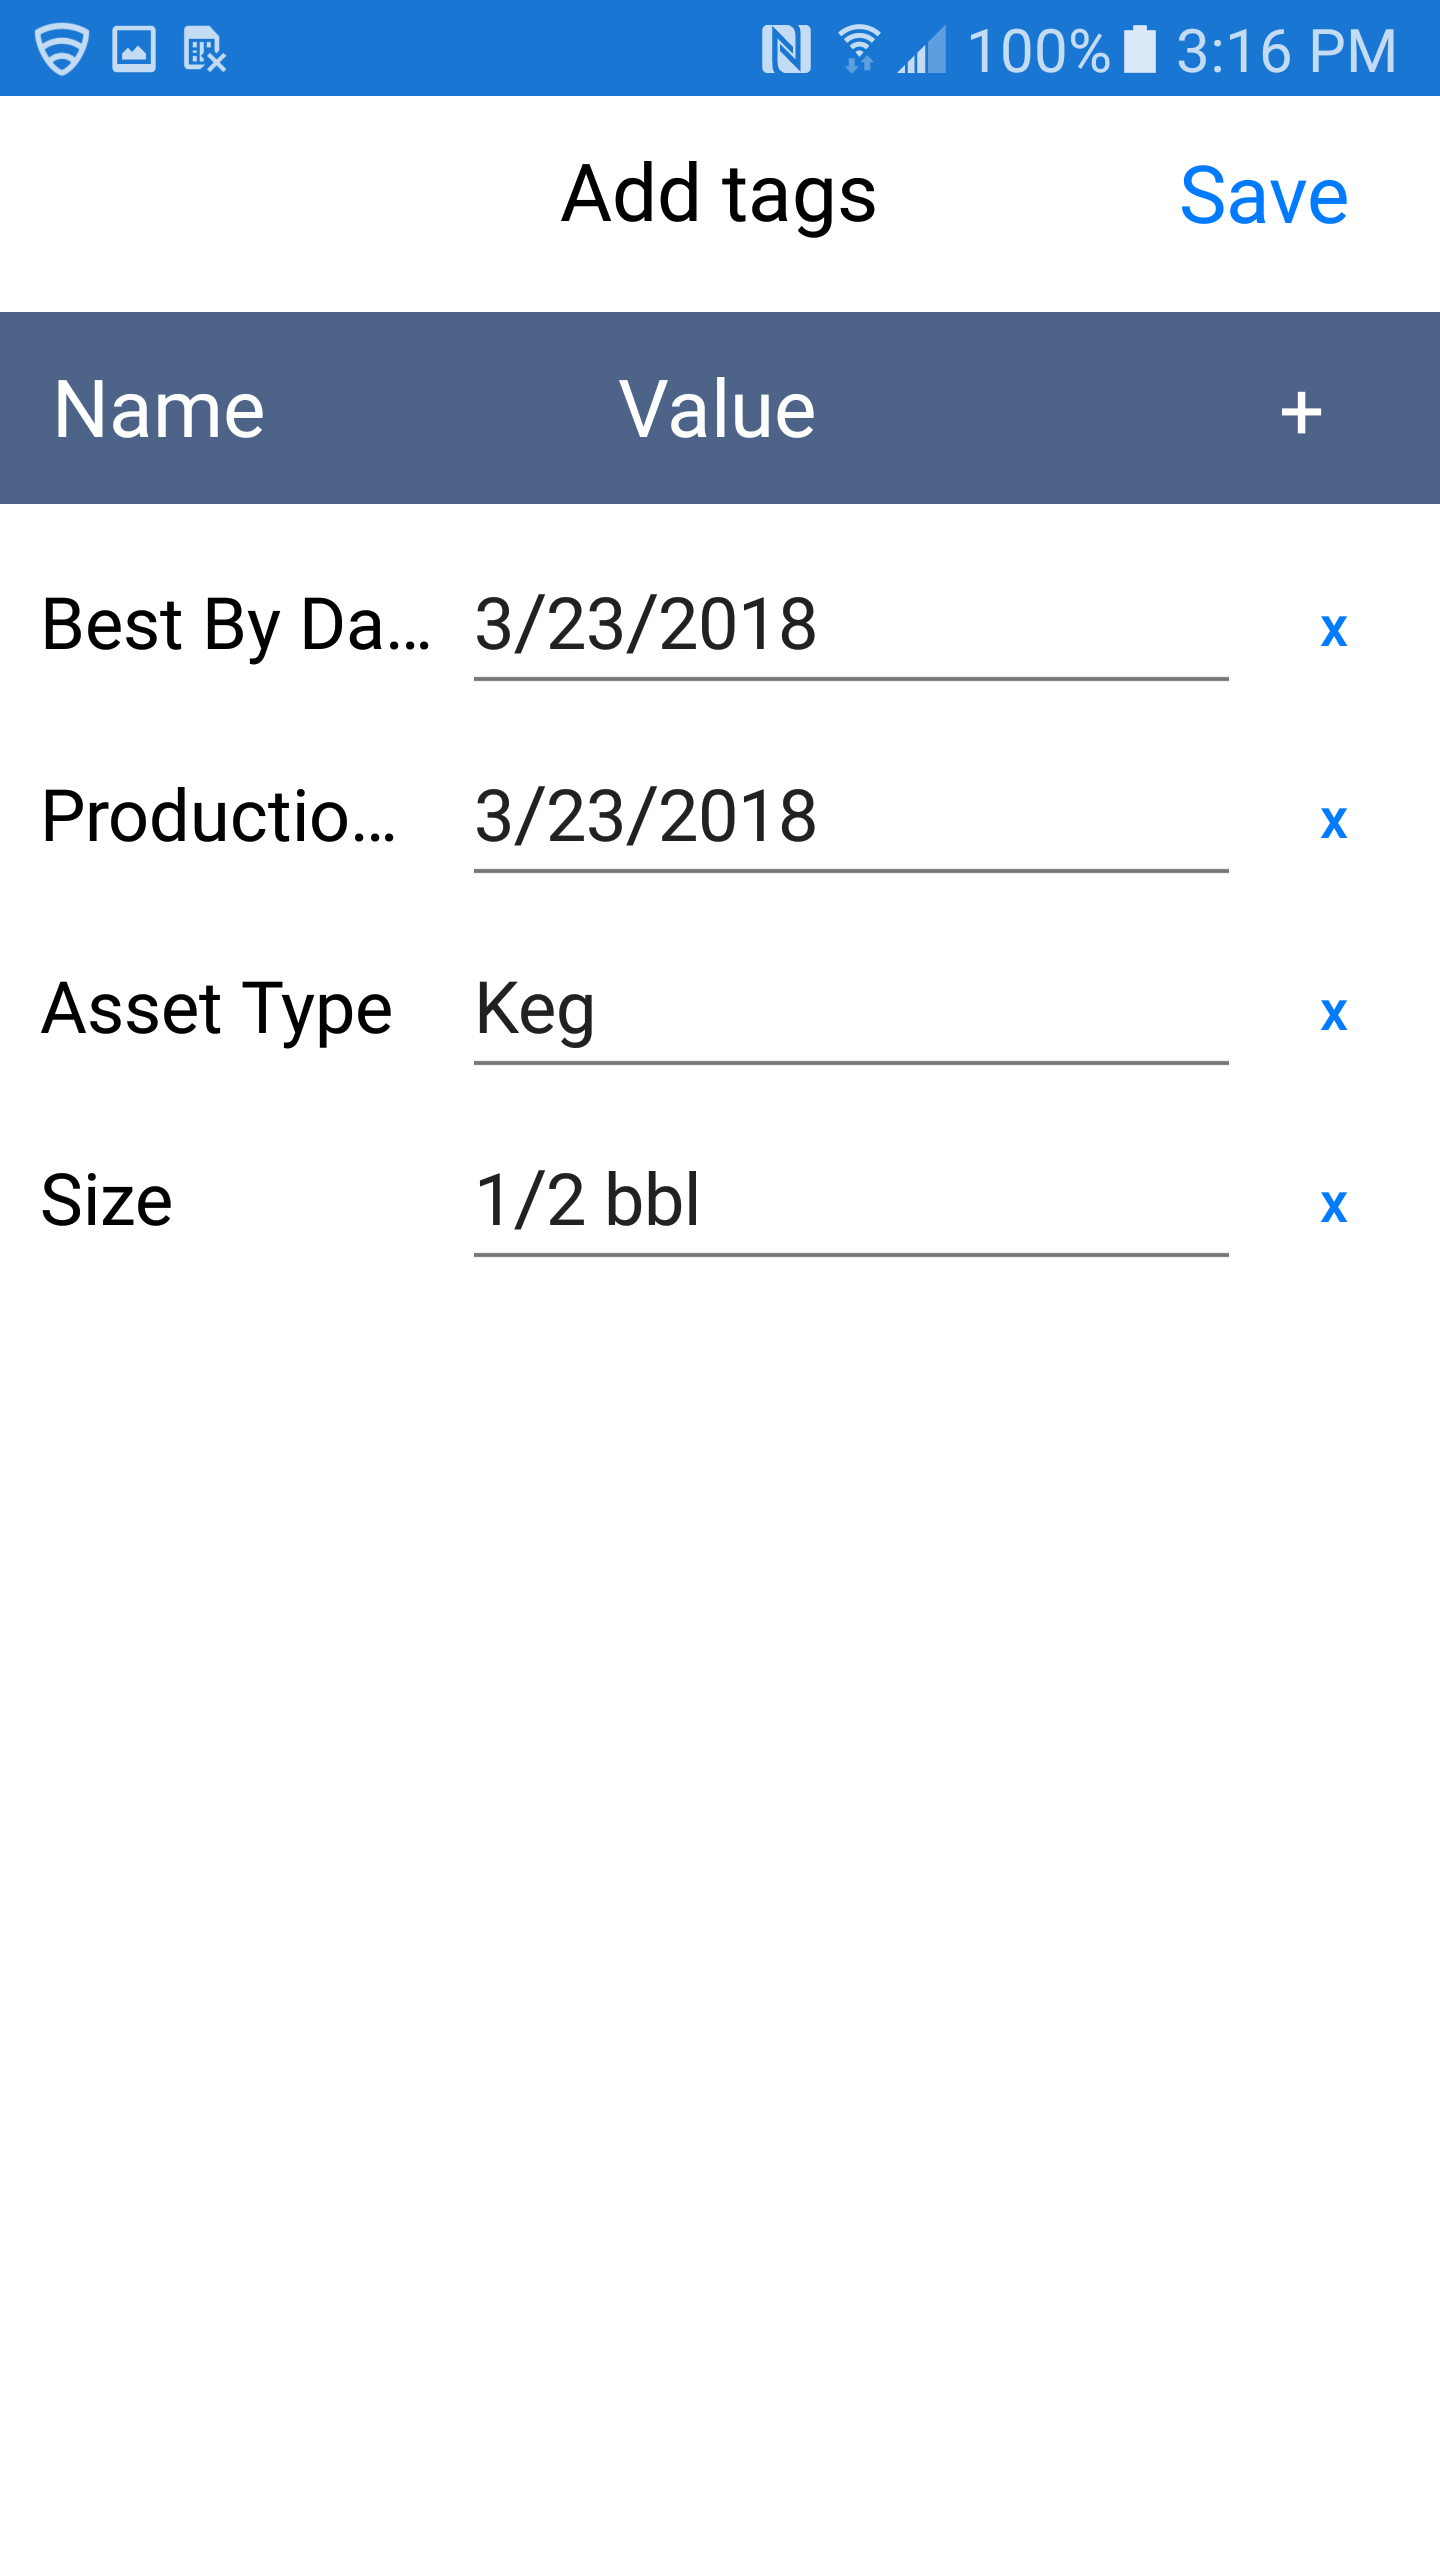 100% 3:16 PM
Add tags Save
Name Value +
Best By Da... 3/23/2018 x
Productio... 3/23/2018 x
Asset Type Keg x
Size 1/2 bbl x